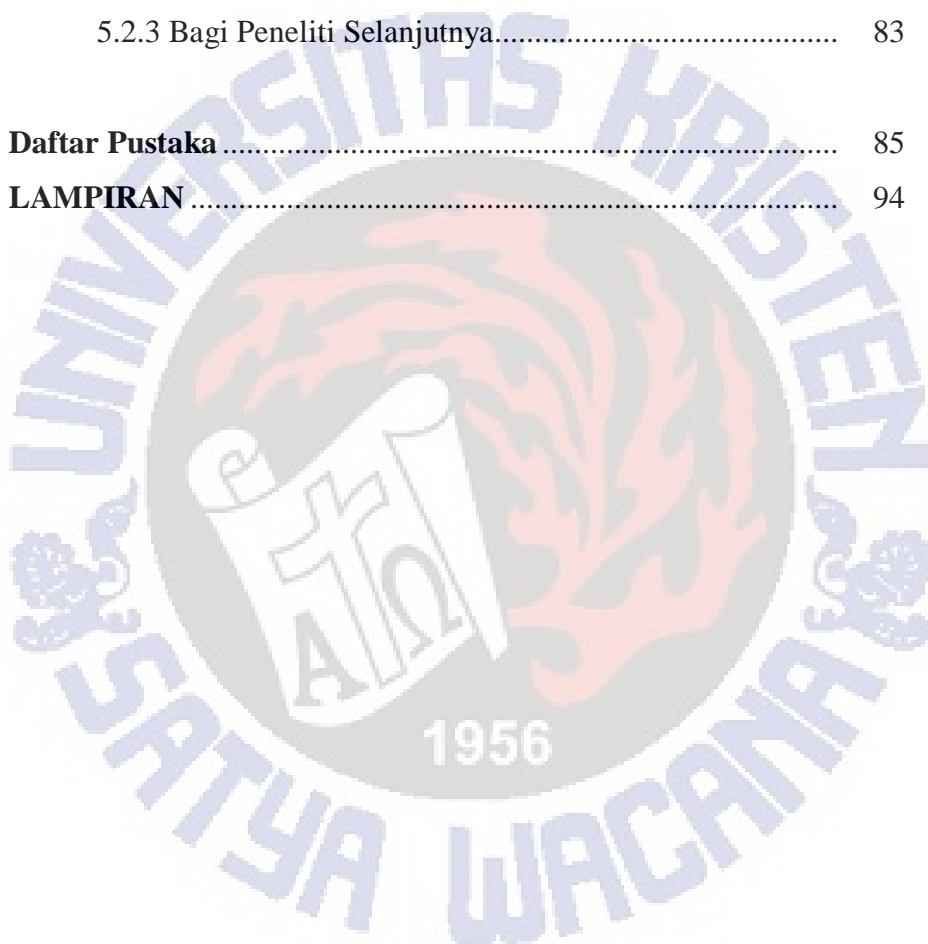 5.2.3 Bagi Peneliti Selanjutnya....................................... 83
Daftar Pustaka....................................................................... 85
LAMPIRAN........................................................................... 94
UNIVERSITAS KRISTEN
Α Ω
1956
SATYA WACANA